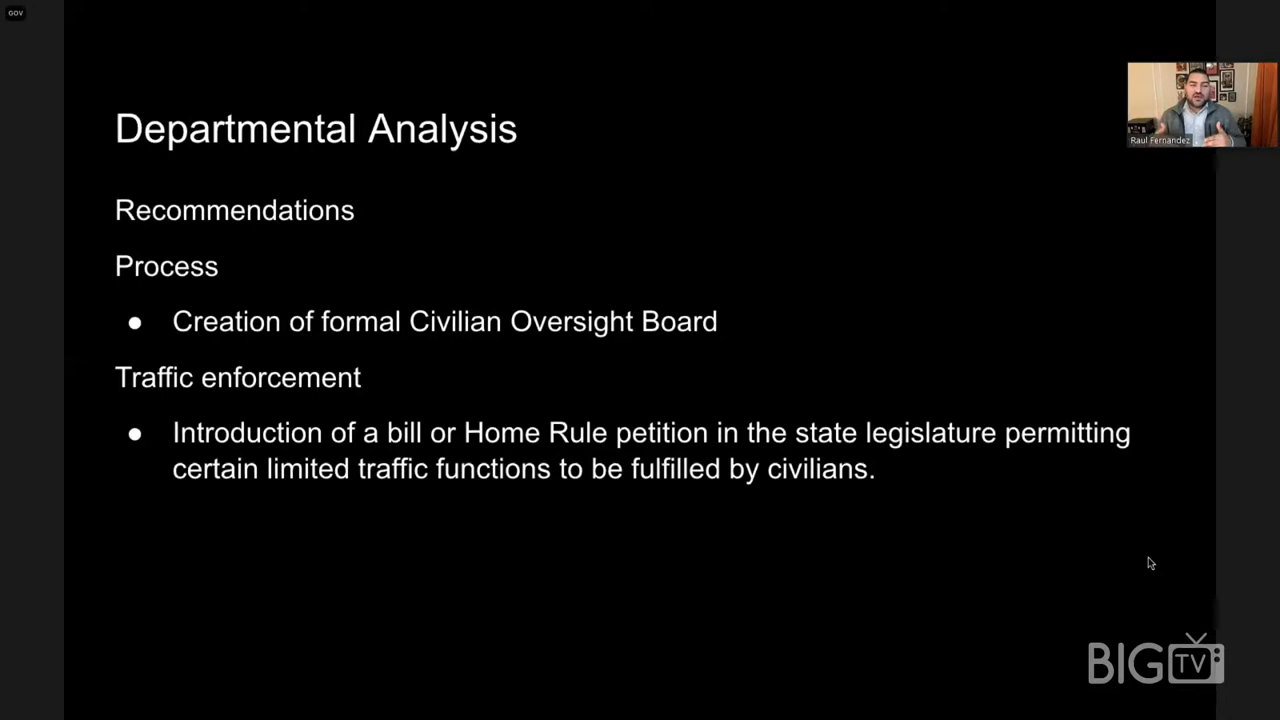 GOV
Departmental Analysis
Raul Fernandez
Recommendations
Process
● Creation of formal Civilian Oversight Board
Traffic enforcement
● Introduction of a bill or Home Rule petition in the state legislature permitting
certain limited traffic functions to be fulfilled by civilians.
BIG TV